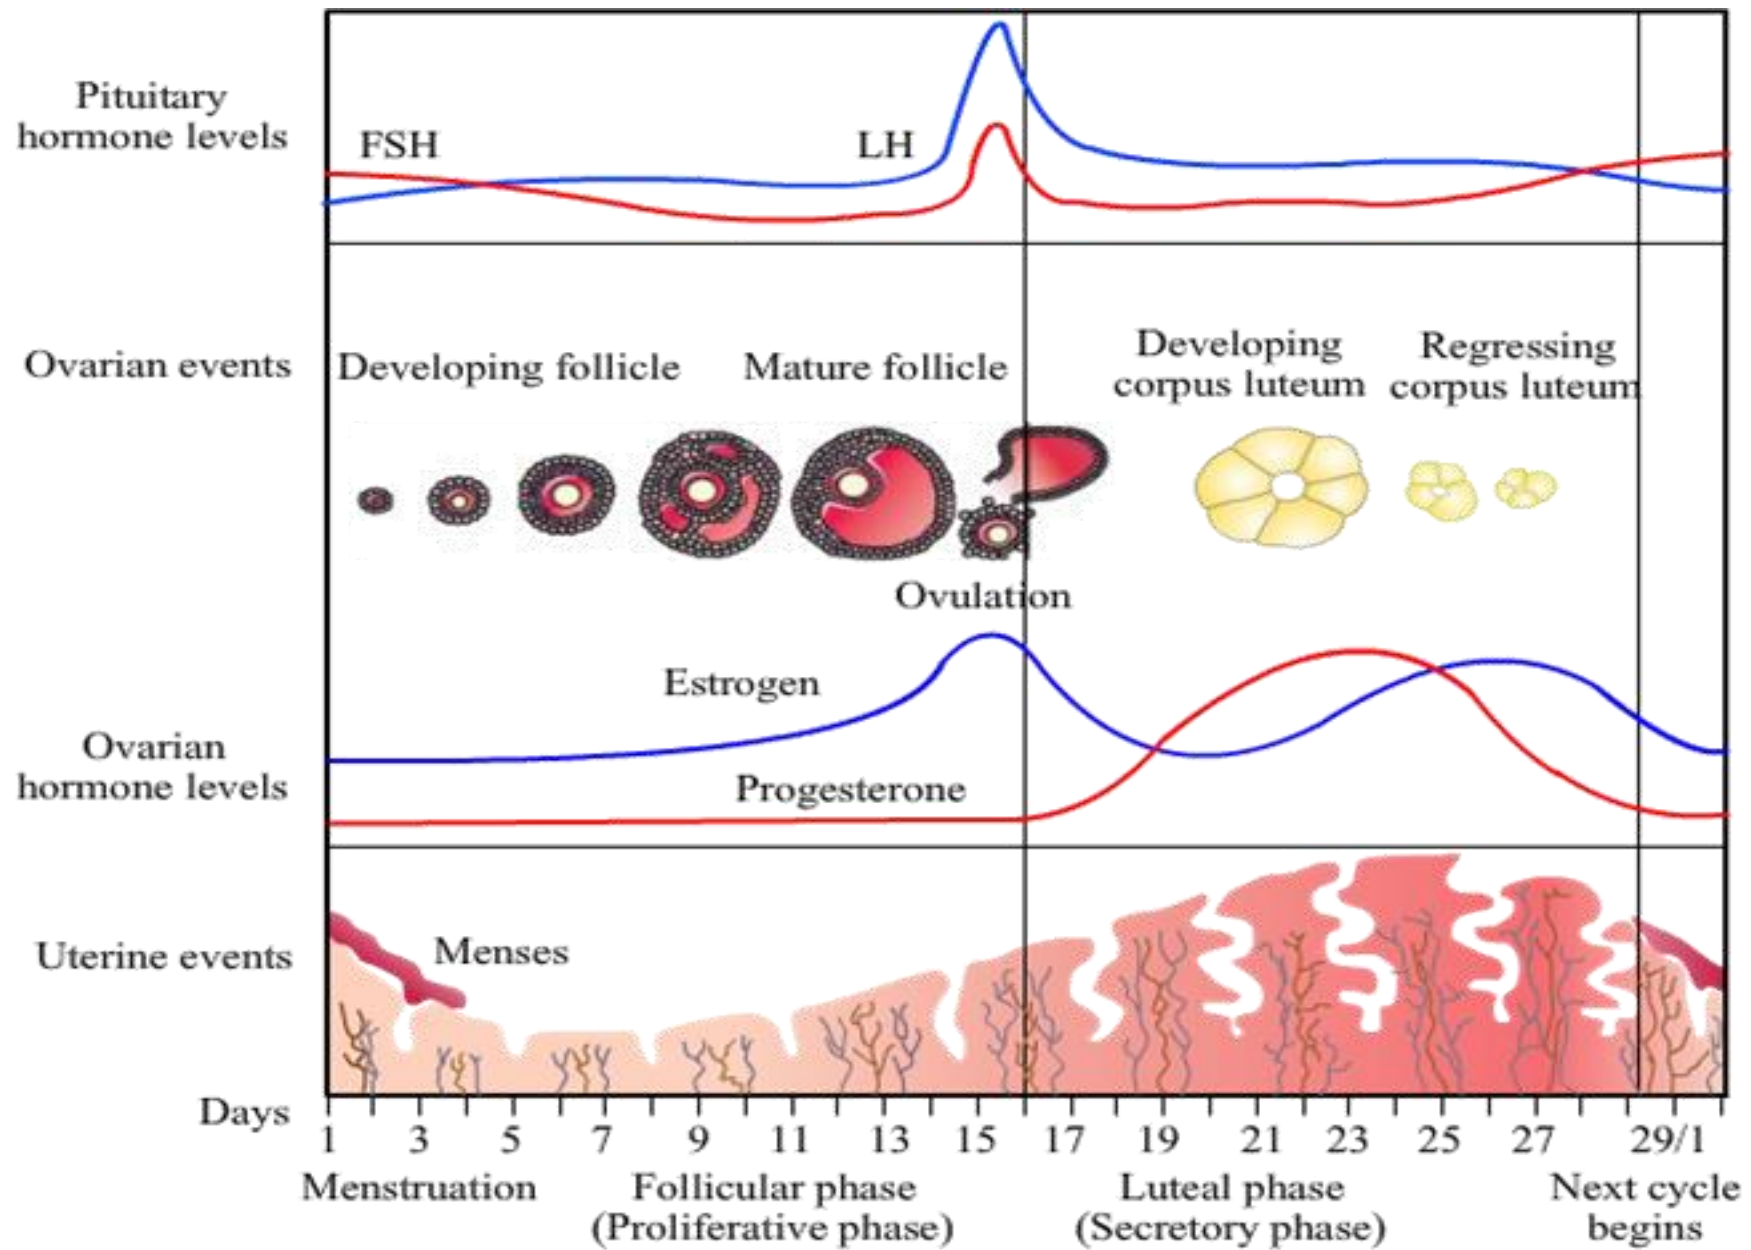 Pituitary
hormone levels
FSH
LH
Ovarian events
Developing follicle
Mature follicle
Developing
corpus luteum
Regressing
corpus luteum
Ovulation
Estrogen
Ovarian
hormone levels
Progesterone
Uterine events
Menses
Days
1 3 5 7 9 11 13 15 17 19 21 23 25 27 29/1
Menstruation
Follicular phase
(Proliferative phase)
Luteal phase
(Secretory phase)
Next cycle
begins